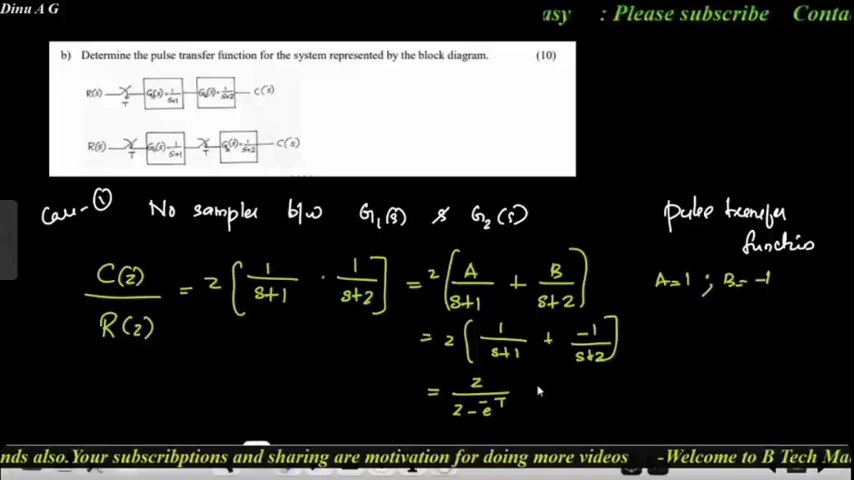 Dinu A G
asy : Please subscribe Conta
b) Determine the pulse transfer function for the system represented by the block diagram. (10)
R(s) T G₁(s)=1/s+1 G₂(s)=1/s+2 C(s)
R(s) T G₁(s)=1/s+1 T G₂(s)=1/s+2 C(s)
Case-① No sampler b/w G₁(s) & G₂(s)
pulse transfer
functio
C(z)/R(z) = z[1/s+1 · 1/s+2] = z(A/s+1 + B/s+2) A=1 ; B=-1
= z[1/s+1 + -1/s+2]
= z/z-e⁻ᵀ
nds also.Your subscribptions and sharing are motivation for doing more videos -Welcome to B Tech Ma